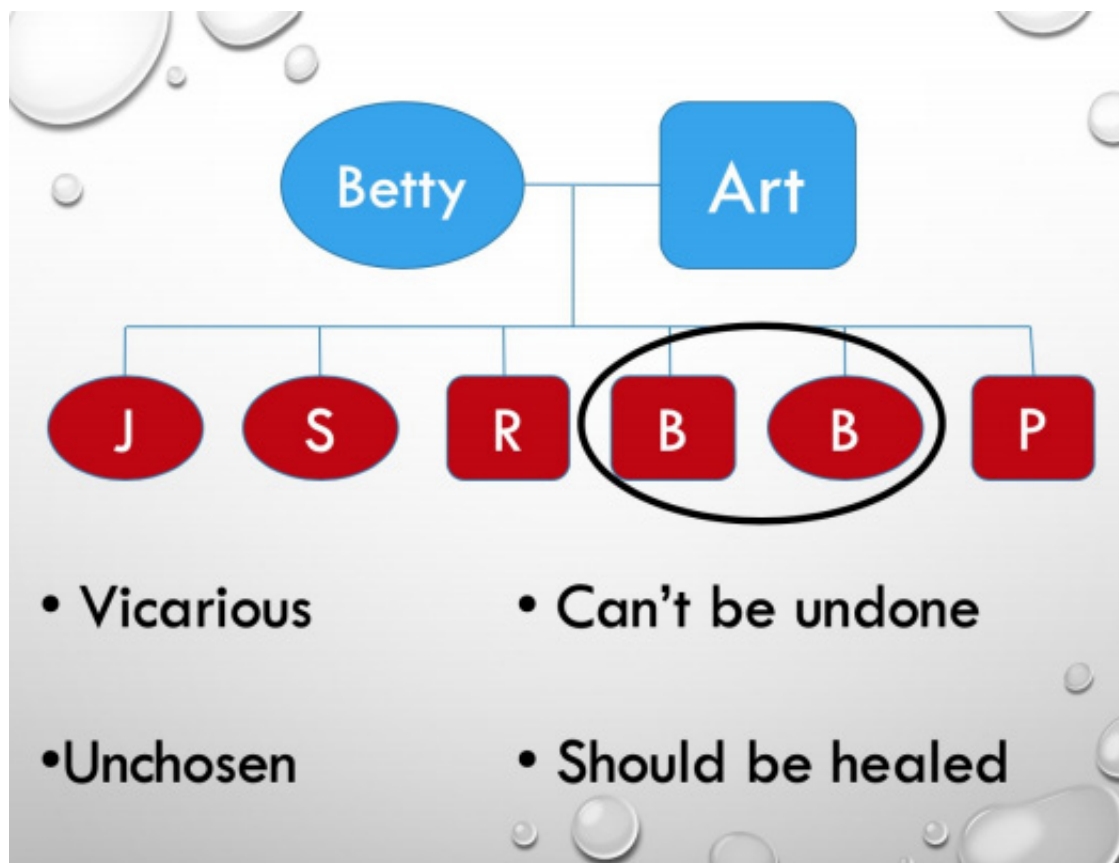 Betty Art
J S R B B P
• Vicarious
• Can't be undone
•Unchosen
• Should be healed